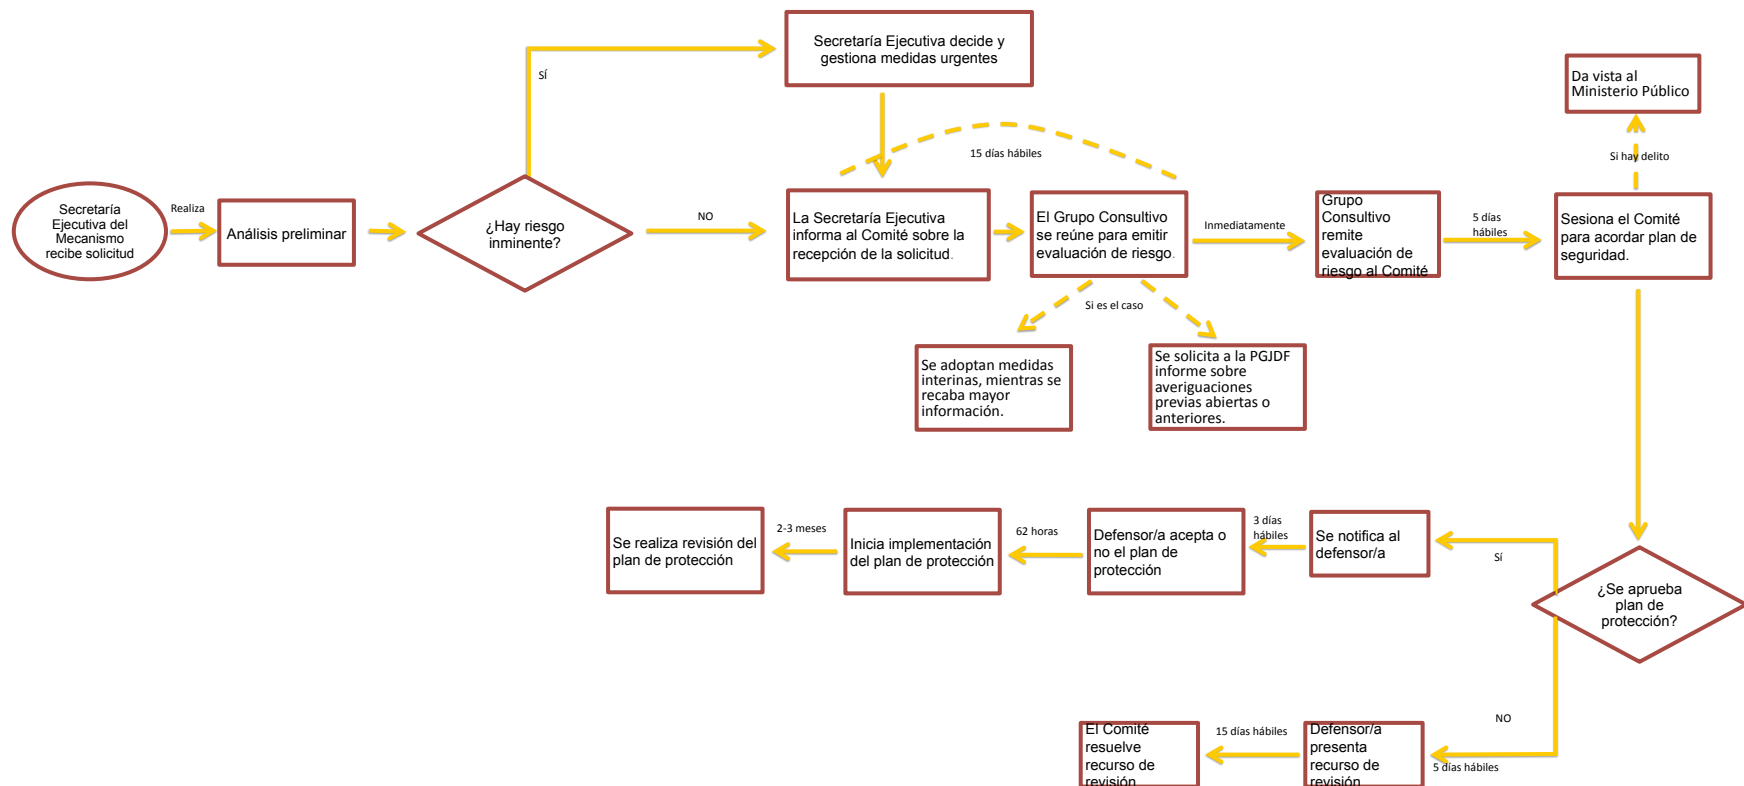 Secretaría Ejecutiva decide y
gestiona medidas urgentes
SÍ
Da vista al
Ministerio Público
Si hay delito
15 días hábiles
Secretaría
Ejecutiva del
Mecanismo
recibe solicitud
Realiza
Análisis preliminar
¿Hay riesgo
inminente?
NO
La Secretaría Ejecutiva
informa al Comité sobre la
recepción de la solicitud.
El Grupo Consultivo
se reúne para emitir
evaluación de riesgo.
Inmediatamente
Grupo
Consultivo
remite
evaluación de
riesgo al Comité
5 días
hábiles
Sesiona el Comité
para acordar plan de
seguridad.
Si es el caso
Se adoptan medidas
interinas, mientras se
recaba mayor
información.
Se solicita a la PGJDF
informe sobre
averiguaciones
previas abiertas o
anteriores.
Se realiza revisión del
plan de protección
2-3 meses
Inicia implementación
del plan de protección
62 horas
Defensor/a acepta o
no el plan de
protección
3 días
hábiles
Se notifica al
defensor/a
Sí
¿Se aprueba
plan de
protección?
NO
El Comité
resuelve
recurso de
revisión
15 días hábiles
Defensor/a
presenta
recurso de
revisión
5 días hábiles